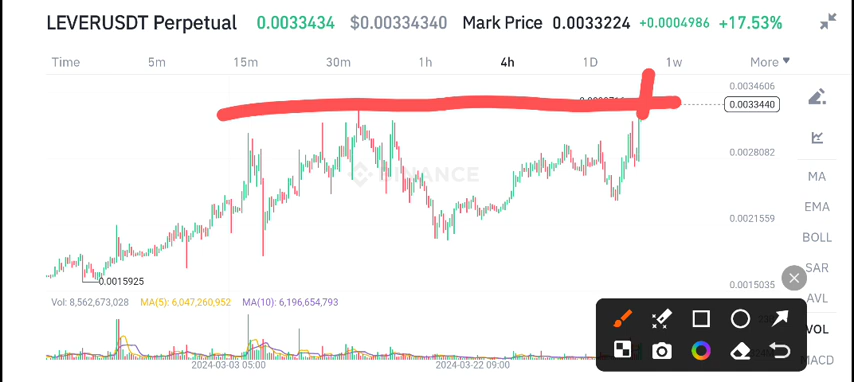 LEVERUSDT Perpetual 0.0033434 $0.00334340 Mark Price 0.0033224 +0.0004986 +17.53%
Time 5m 15m 30m 1h 4h 1D 1w More
0.0034606
0.0033440
0.0028082
BINANCE
MA
EMA
0.0021559
BOLL
SAR
0.0015925
0.0015035
AVL
Vol: 8,562,673,028 MA(5): 6,047,260,952 MA(10): 6,196,654,793
VOL
MACD
2024-03-03 05:00 2024-03-22 09:00